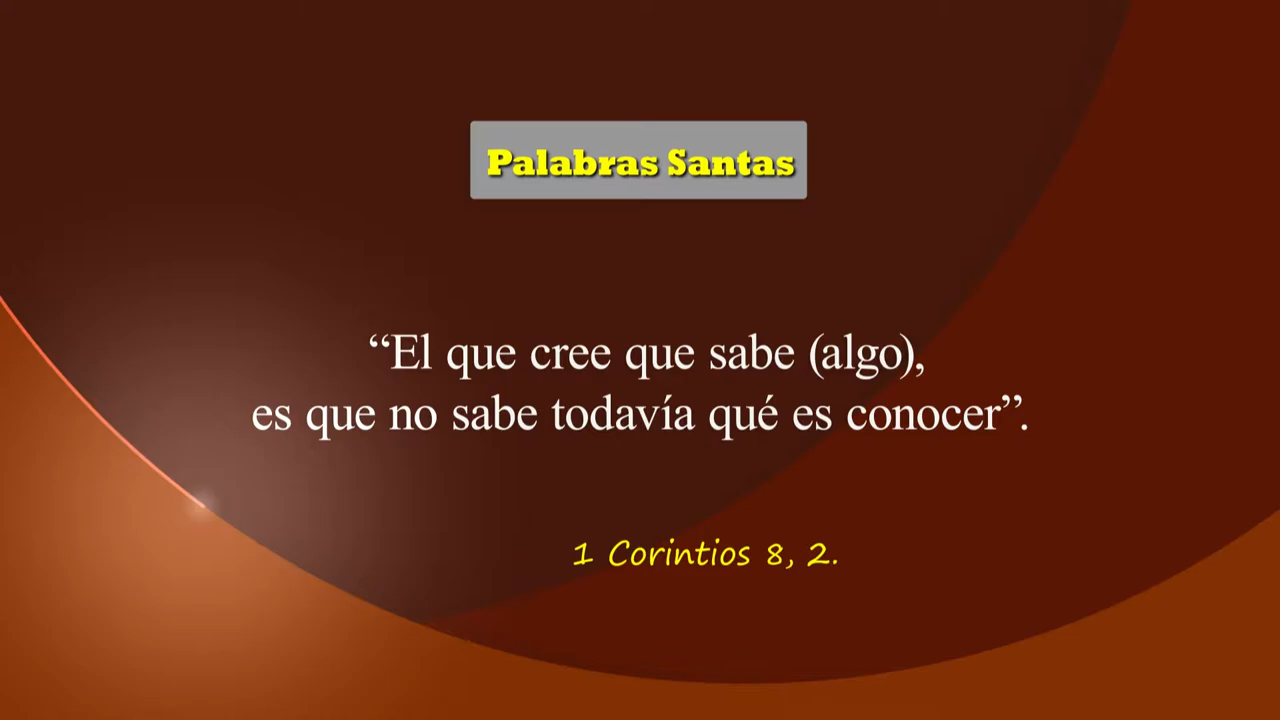 Palabras Santas
“El que cree que sabe (algo),
es que no sabe todavía qué es conocer”.
1 Corintios 8, 2.